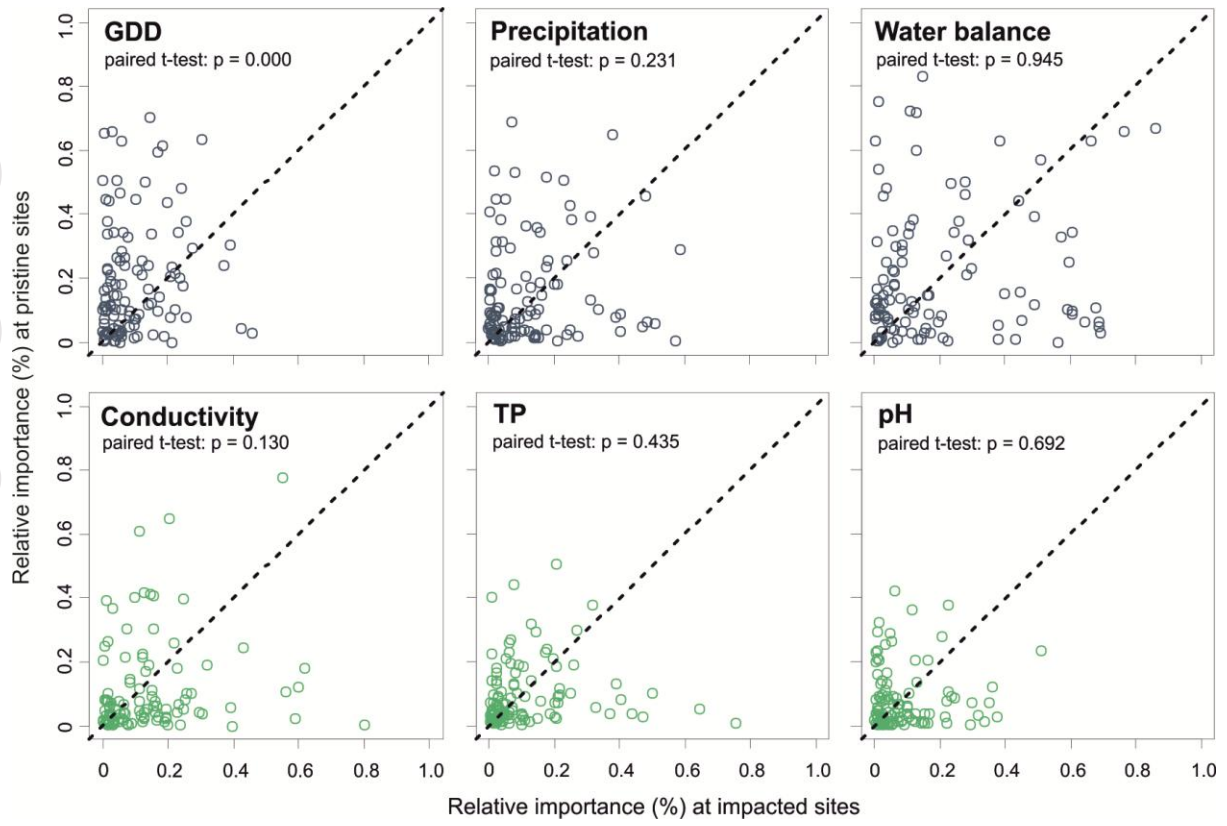 GDD
paired t-test: p = 0.000
Precipitation
paired t-test: p = 0.231
Water balance
paired t-test: p = 0.945
1.0
0.8
0.6
0.4
0.2
0
Relative importance (%) at pristine sites
Conductivity
paired t-test: p = 0.130
TP
paired t-test: p = 0.435
pH
paired t-test: p = 0.692
1.0
0.8
0.6
0.4
0.2
0
0 0.2 0.4 0.6 0.8 1.0
0 0.2 0.4 0.6 0.8 1.0
0 0.2 0.4 0.6 0.8 1.0
Relative importance (%) at impacted sites